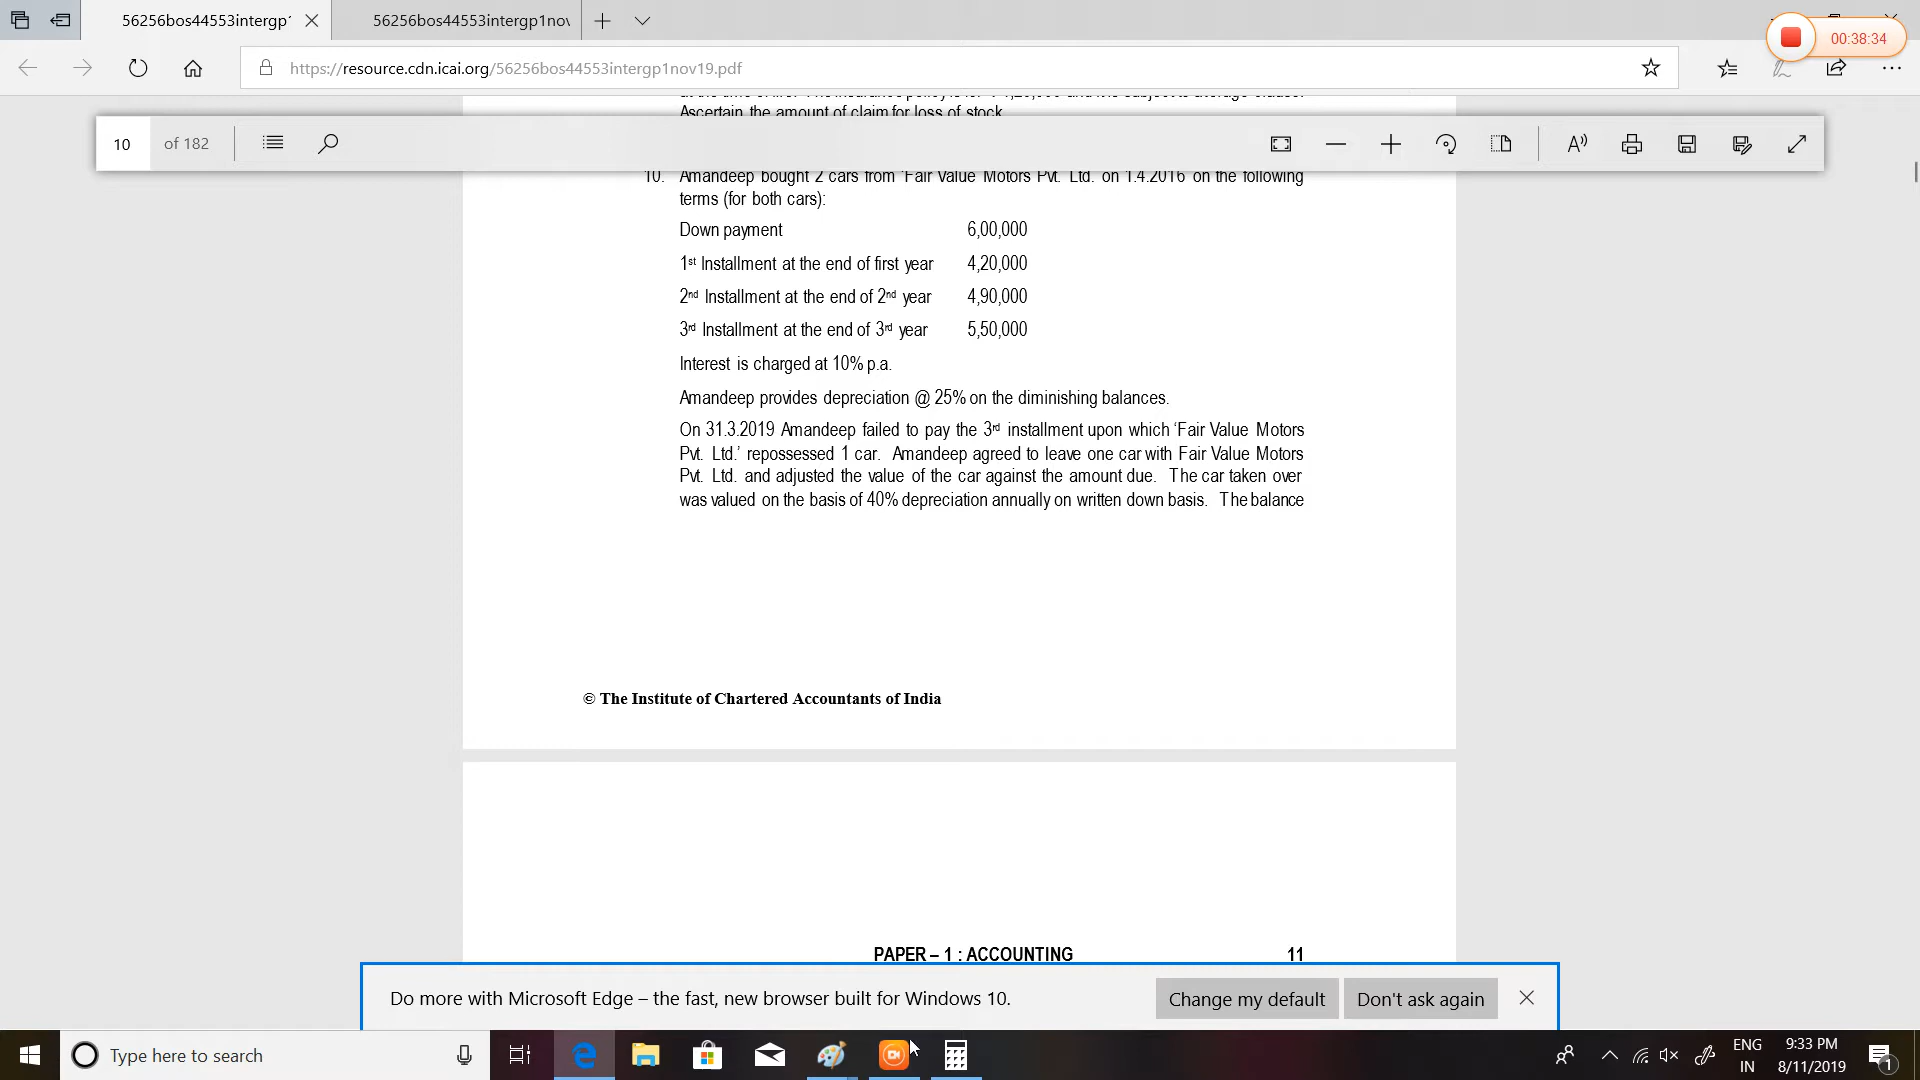 56256bos44553intergp1
56256bos44553intergp1nov
00:38:34
https://resource.cdn.icai.org/56256bos44553intergp1nov19.pdf
Ascertain the amount of claim for loss of stock
10 of 182
10. Amandeep bought 2 cars from 'Fair Value Motors Pvt. Ltd. on 1.4.2016 on the following
terms (for both cars):
Down payment 6,00,000
1st Installment at the end of first year 4,20,000
2nd Installment at the end of 2nd year 4,90,000
3rd Installment at the end of 3rd year 5,50,000
Interest is charged at 10% p.a.
Amandeep provides depreciation @ 25% on the diminishing balances.
On 31.3.2019 Amandeep failed to pay the 3rd installment upon which 'Fair Value Motors
Pvt. Ltd.' repossessed 1 car. Amandeep agreed to leave one car with Fair Value Motors
Pvt. Ltd. and adjusted the value of the car against the amount due. The car taken over
was valued on the basis of 40% depreciation annually on written down basis. The balance
© The Institute of Chartered Accountants of India
PAPER – 1 : ACCOUNTING 11
Do more with Microsoft Edge – the fast, new browser built for Windows 10. Change my default Don't ask again
Type here to search
ENG
IN
9:33 PM
8/11/2019
1